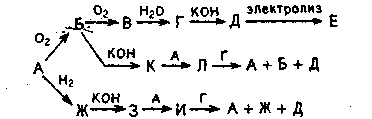 Б O₂ В H₂O Г KOH Д электролиз Е
O₂
А KOH К А Л Г А + Б + Д
H₂
Ж KOH З А И Г А + Ж + Д